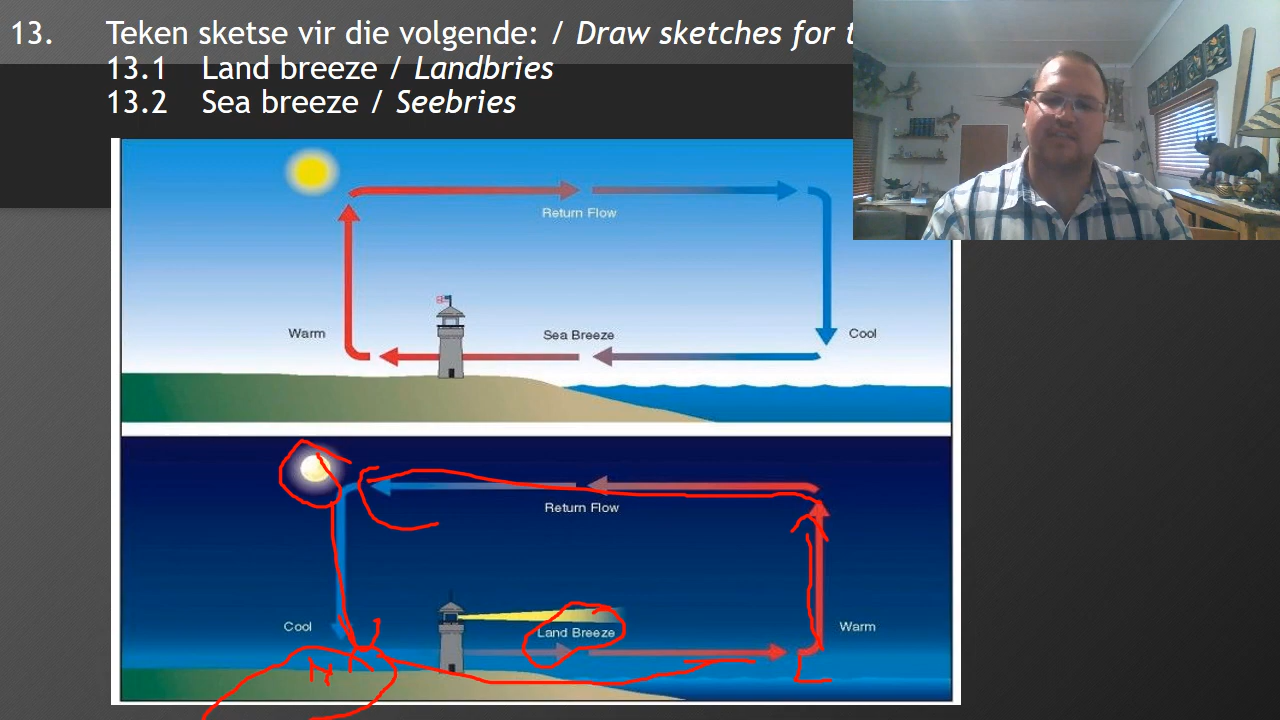 13. Teken sketse vir die volgende: / Draw sketches for
13.1 Land breeze / Landbries
13.2 Sea breeze / Seebries
Return Flow
Warm
Sea Breeze
Cool
Return Flow
Cool
Land Breeze
Warm
H
L